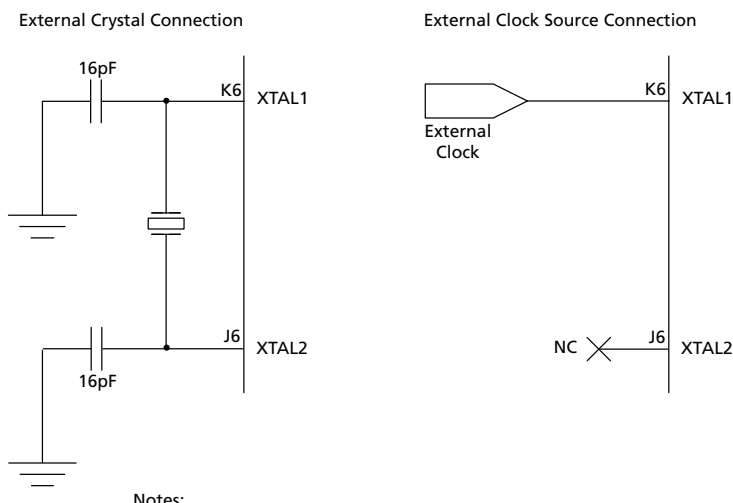 External Crystal Connection
16pF
K6
XTAL1
J6
XTAL2
16pF
External Clock Source Connection
K6
XTAL1
External
Clock
NC
J6
XTAL2
Notes: